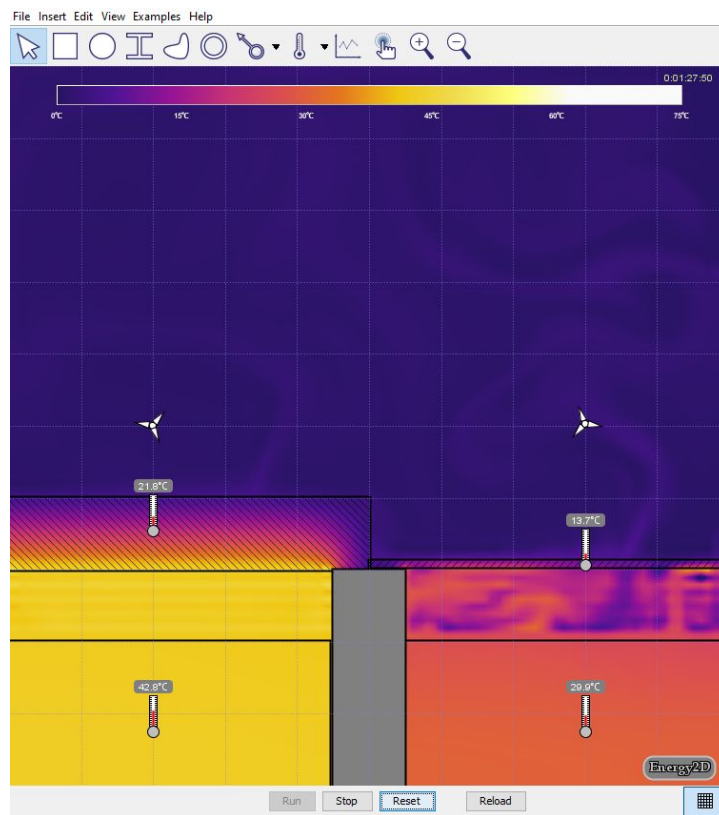 File Insert Edit View Examples Help
0:01:27:50
0°C 15°C 30°C 45°C 60°C 75°C
21.8°C
13.7°C
42.8°C 29.9°C
Energy2D
Run Stop Reset Reload